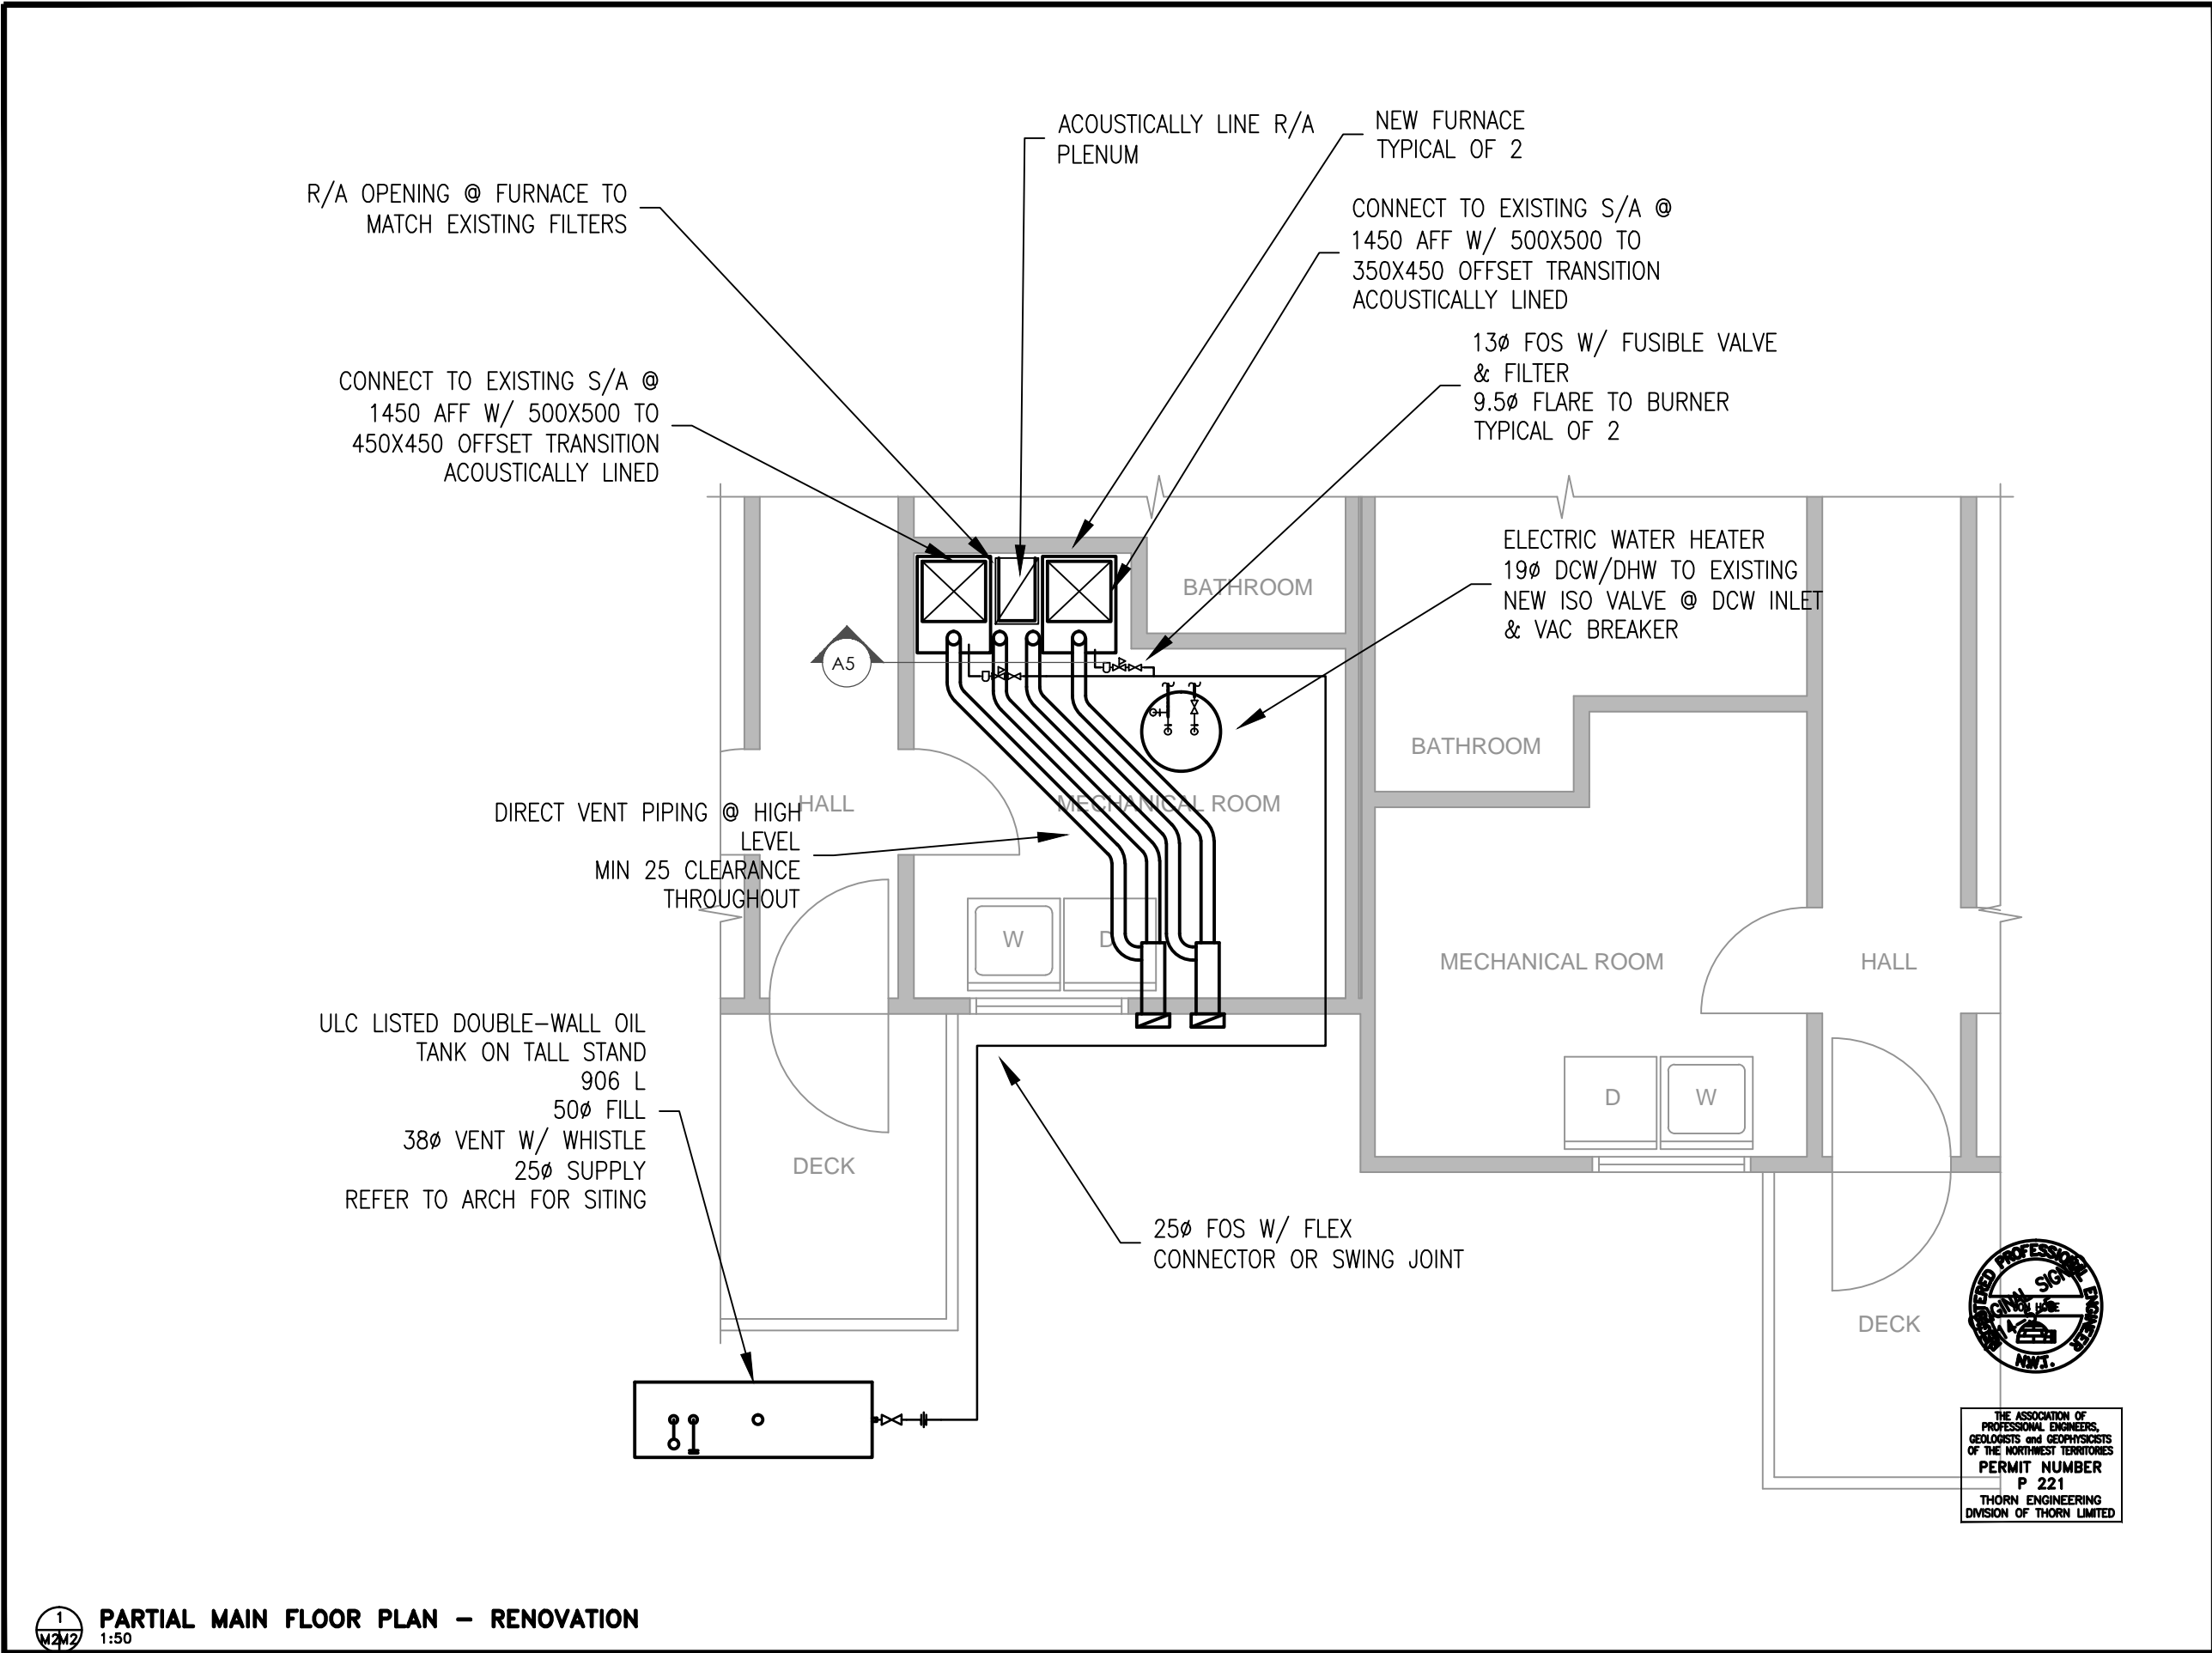 ACOUSTICALLY LINE R/A
PLENUM
NEW FURNACE
TYPICAL OF 2
R/A OPENING @ FURNACE TO
MATCH EXISTING FILTERS
CONNECT TO EXISTING S/A @
1450 AFF W/ 500X500 TO
350X450 OFFSET TRANSITION
ACOUSTICALLY LINED
13ø FOS W/ FUSIBLE VALVE
& FILTER
9.5ø FLARE TO BURNER
TYPICAL OF 2
CONNECT TO EXISTING S/A @
1450 AFF W/ 500X500 TO
450X450 OFFSET TRANSITION
ACOUSTICALLY LINED
ELECTRIC WATER HEATER
19ø DCW/DHW TO EXISTING
NEW ISO VALVE @ DCW INLET
& VAC BREAKER
BATHROOM
A5
BATHROOM
HALL
MECHANICAL ROOM
DIRECT VENT PIPING @ HIGH
LEVEL
MIN 25 CLEARANCE
THROUGHOUT
W
D
MECHANICAL ROOM
HALL
ULC LISTED DOUBLE-WALL OIL
TANK ON TALL STAND
906 L
50ø FILL
38ø VENT W/ WHISTLE
25ø SUPPLY
REFER TO ARCH FOR SITING
D
W
DECK
25ø FOS W/ FLEX
CONNECTOR OR SWING JOINT
DECK
REGISTERED PROFESSIONAL ENGINEER
ORIGINAL SIGNED
N.W.T.
THE ASSOCIATION OF
PROFESSIONAL ENGINEERS,
GEOLOGISTS and GEOPHYSICISTS
OF THE NORTHWEST TERRITORIES
PERMIT NUMBER
P 221
THORN ENGINEERING
DIVISION OF THORN LIMITED
1
M2 M2
PARTIAL MAIN FLOOR PLAN - RENOVATION
1:50